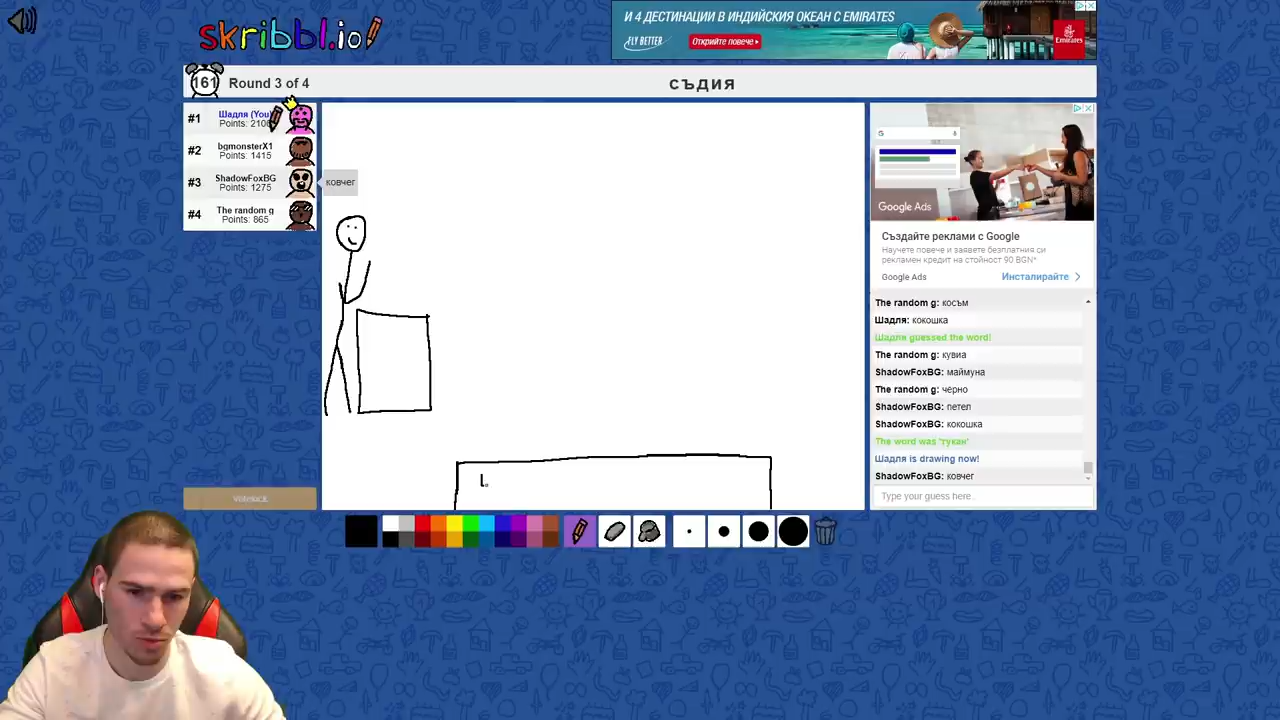 skribbl.io
И 4 ДЕСТИНАЦИИ В ИНДИЙСКИЯ ОКЕАН С EMIRATES
FLY BETTER
Открийте повече
Emirates
161
Round 3 of 4
съдия
#1
Шадля (You)
Points: 2100
#2
bgmonsterX1
Points: 1415
#3
ShadowFoxBG
Points: 1275
ковчег
#4
The random g
Points: 865
Votekick
Google Ads
Създайте реклами с Google
Научете повече и заявете безплатния си
рекламен кредит на стойност 90 BGN*
Google Ads
Инсталирайте
The random g: косъм
Шадля: кокошка
Шадля guessed the word!
The random g: кувиа
ShadowFoxBG: маймуна
The random g: черно
ShadowFoxBG: петел
ShadowFoxBG: кокошка
The word was 'тукан'
Шадля is drawing now!
ShadowFoxBG: ковчег
Type your guess here